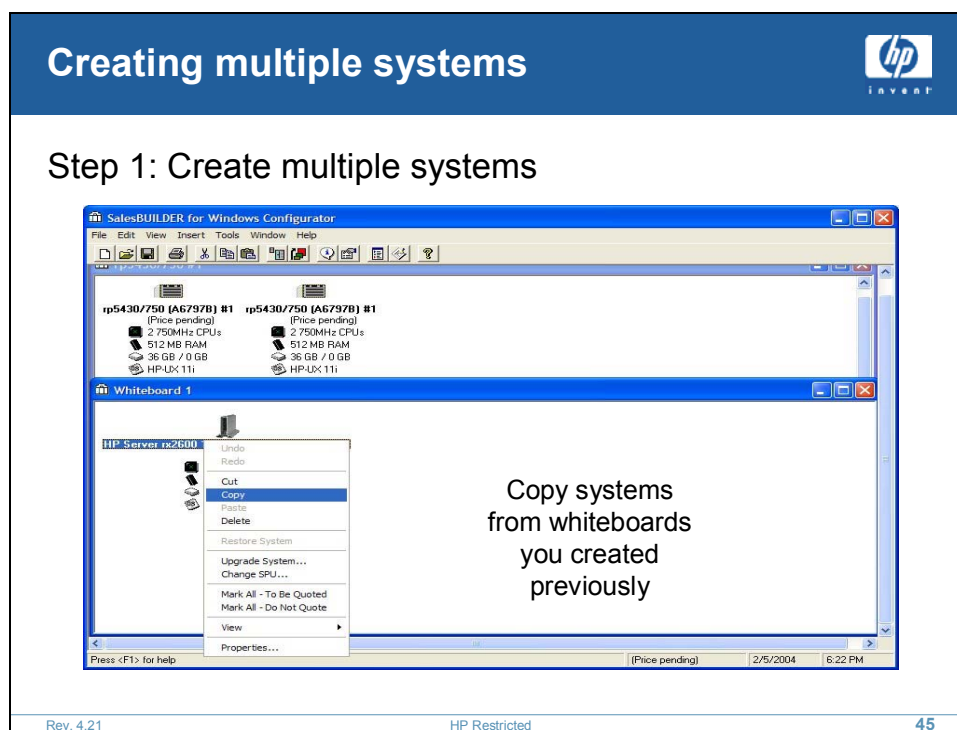 Creating multiple systems
hp
invent
Step 1: Create multiple systems
SalesBUILDER for Windows Configurator
File Edit View Insert Tools Window Help
rp5430/750 (A6797B) #1 rp5430/750 (A6797B) #1
(Price pending) (Price pending)
2 750MHz CPUs 2 750MHz CPUs
512 MB RAM 512 MB RAM
36 GB / 0 GB 36 GB / 0 GB
HP-UX 11i HP-UX 11i
Whiteboard 1
HP Server rx2600
Undo
Redo
Cut
Copy
Paste
Delete
Restore System
Upgrade System...
Change SPU...
Mark All - To Be Quoted
Mark All - Do Not Quote
View
Properties...
Copy systems
from whiteboards
you created
previously
Press <F1> for help (Price pending) 2/5/2004 6:22 PM
Rev. 4.21 HP Restricted 45